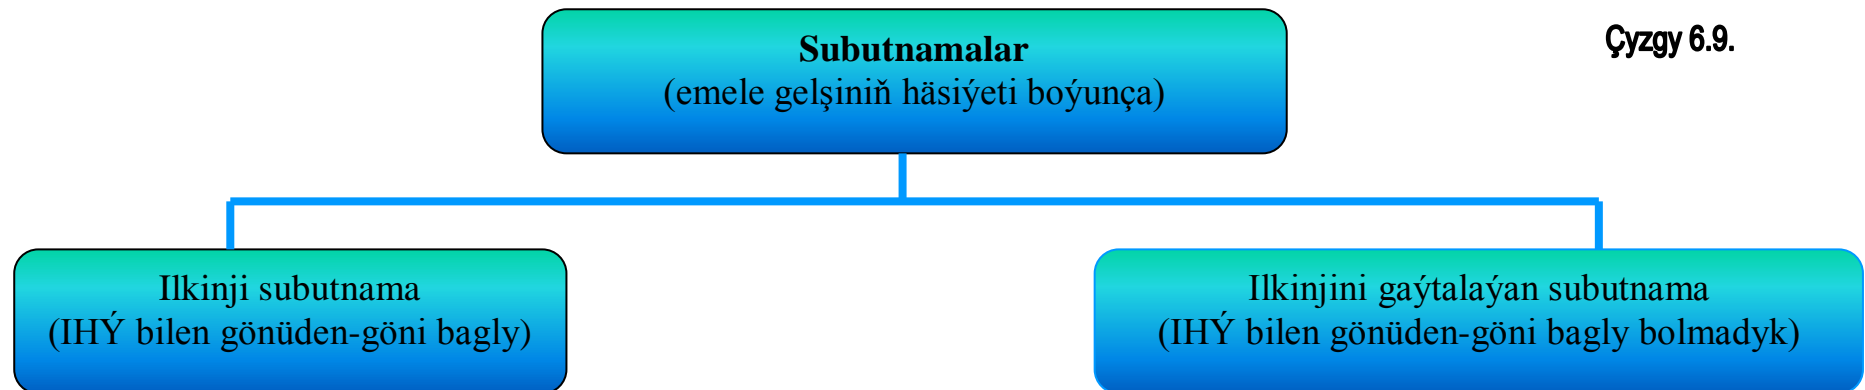 Subutnamalar
(emele gelşiniň häsiýeti boýunça)
Çyzgy 6.9.
Ilkinji subutnama
(IHÝ bilen gönüden-göni bagly)
Ilkinjini gaýtalaýan subutnama
(IHÝ bilen gönüden-göni bagly bolmadyk)